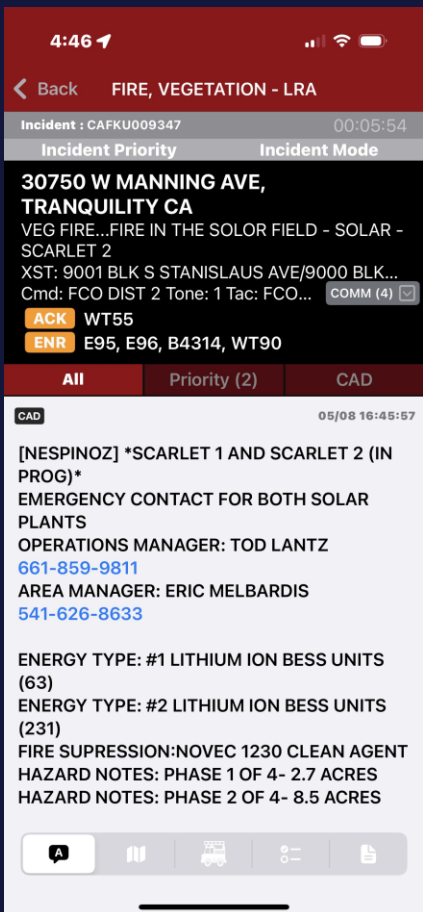 4:46
Back FIRE, VEGETATION - LRA
Incident : CAFKU009347 00:05:54
Incident Priority Incident Mode
30750 W MANNING AVE,
TRANQUILITY CA
VEG FIRE...FIRE IN THE SOLOR FIELD - SOLAR -
SCARLET 2
XST: 9001 BLK S STANISLAUS AVE/9000 BLK...
Cmd: FCO DIST 2 Tone: 1 Tac: FCO... COMM (4)
ACK WT55
ENR E95, E96, B4314, WT90
All Priority (2) CAD
CAD 05/08 16:45:57
[NESPINOZ] *SCARLET 1 AND SCARLET 2 (IN
PROG)*
EMERGENCY CONTACT FOR BOTH SOLAR
PLANTS
OPERATIONS MANAGER: TOD LANTZ
661-859-9811
AREA MANAGER: ERIC MELBARDIS
541-626-8633
ENERGY TYPE: #1 LITHIUM ION BESS UNITS
(63)
ENERGY TYPE: #2 LITHIUM ION BESS UNITS
(231)
FIRE SUPRESSION:NOVEC 1230 CLEAN AGENT
HAZARD NOTES: PHASE 1 OF 4- 2.7 ACRES
HAZARD NOTES: PHASE 2 OF 4- 8.5 ACRES
A